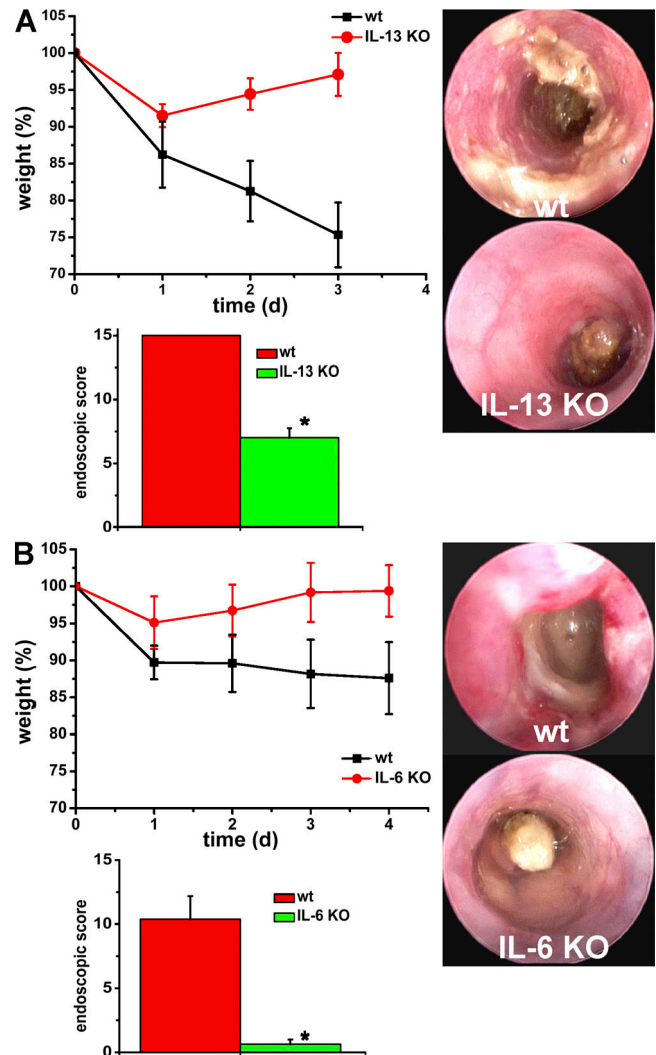 A
wt
IL-13 KO
105
100
95
90
85
80
75
70
weight (%)
0 1 2 3 4
time (d)
wt
IL-13 KO
15
10
5
0
endoscopic score
wt
IL-13 KO
*
B
105
100
95
90
85
80
75
70
weight (%)
wt
IL-6 KO
0 1 2 3 4
time (d)
wt
IL-6 KO
10
5
0
endoscopic score
wt
IL-6 KO
*